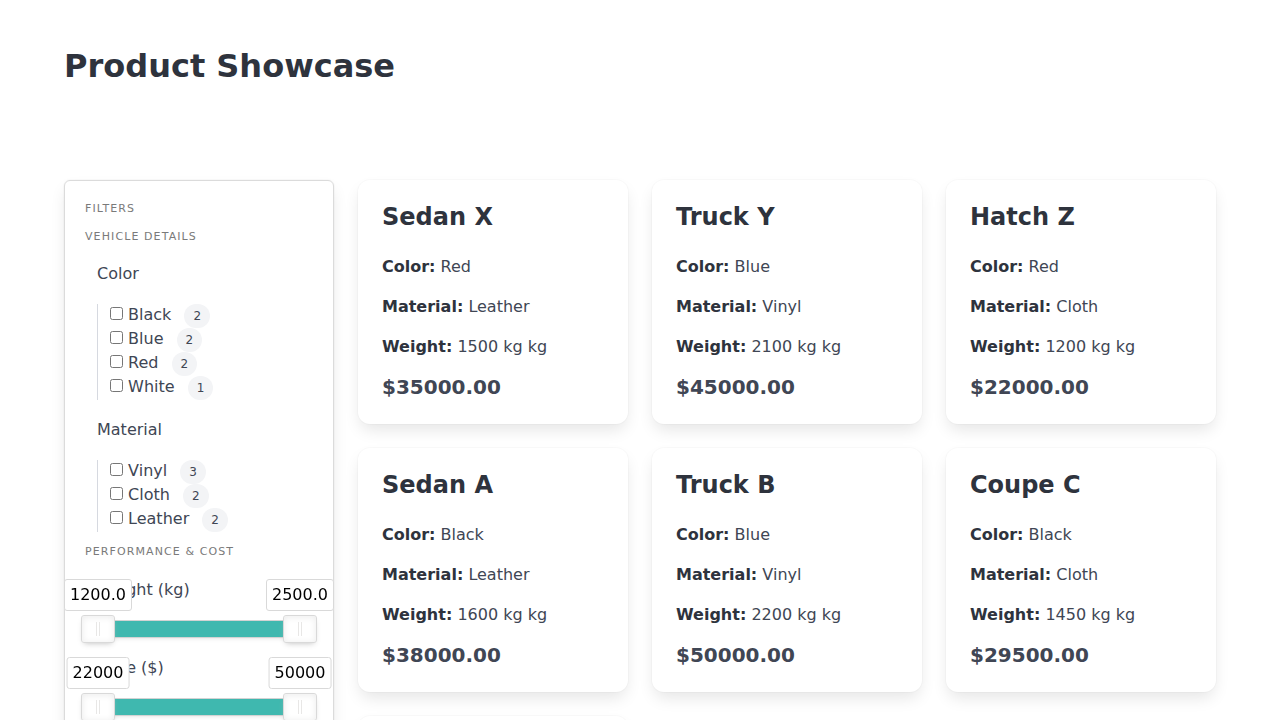 Product Showcase
FILTERS
VEHICLE DETAILS
Color
Black 2
Blue 2
Red 2
White 1
Material
Vinyl 3
Cloth 2
Leather 2
PERFORMANCE & COST
(kg)
1200.0 2500.0
($)
22000 50000
Sedan X
Color: Red
Material: Leather
Weight: 1500 kg kg
$35000.00
Truck Y
Color: Blue
Material: Vinyl
Weight: 2100 kg kg
$45000.00
Hatch Z
Color: Red
Material: Cloth
Weight: 1200 kg kg
$22000.00
Sedan A
Color: Black
Material: Leather
Weight: 1600 kg kg
$38000.00
Truck B
Color: Blue
Material: Vinyl
Weight: 2200 kg kg
$50000.00
Coupe C
Color: Black
Material: Cloth
Weight: 1450 kg kg
$29500.00